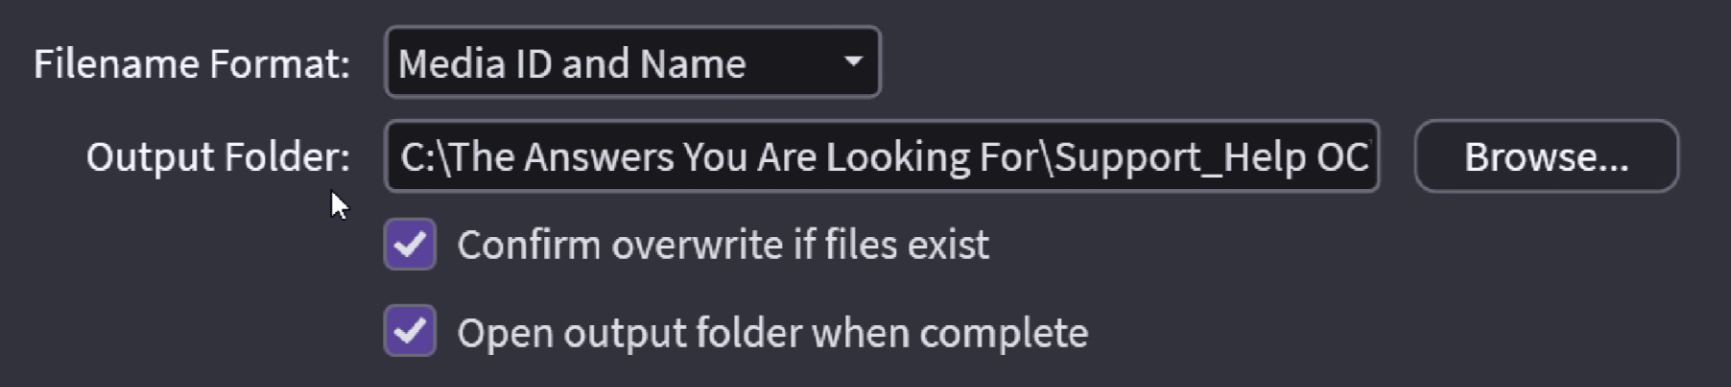 Filename Format: Media ID and Name
Output Folder: C:\The Answers You Are Looking For\Support_Help OC Browse...
Confirm overwrite if files exist
Open output folder when complete